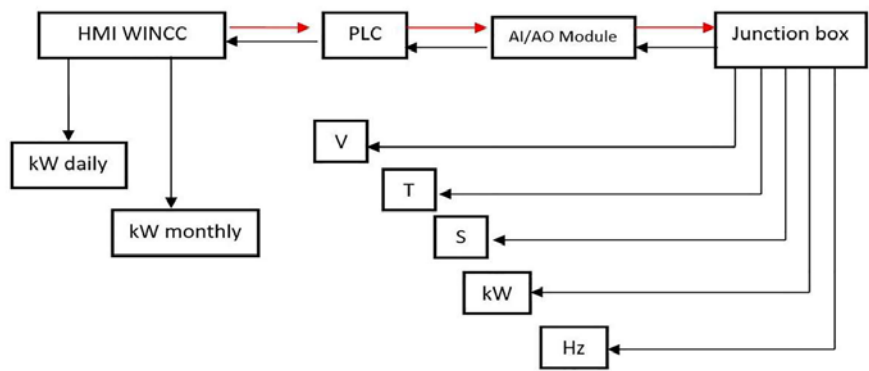 HMI WINCC
PLC
AI/AO Module
Junction box
kW daily
kW monthly
V
T
S
kW
Hz